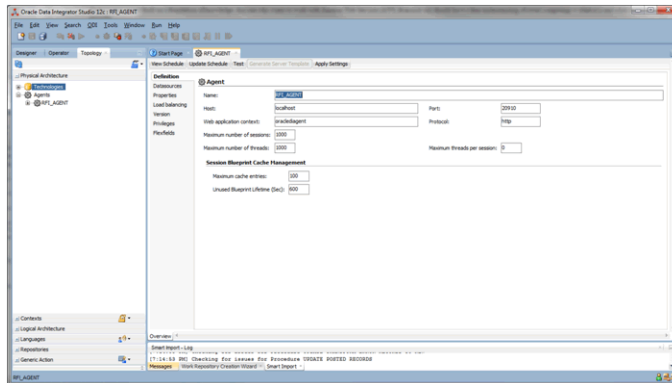 Oracle Data Integrator Studio 12c : RFI_AGENT
File Edit View Search ODI Tools Window Run Help
Designer Operator Topology
Start Page RFI_AGENT
View Schedule Update Schedule Test Generate Server Template Apply Settings
Physical Architecture
Technologies
Agents
RFI_AGENT
Definition
Datasources
Properties
Load balancing
Version
Privileges
Flexfields
Agent
Name: RFI_AGENT
Host: localhost Port: 20910
Web application context: oraclediagent Protocol: http
Maximum number of sessions: 1000
Maximum number of threads: 1000 Maximum threads per session: 0
Session Blueprint Cache Management
Maximum cache entries: 100
Unused Blueprint Lifetime (Sec): 600
Contexts
Logical Architecture
Languages
Repositories
Generic Action
Overview
Smart Import - Log
[7:14:53 PM] Checking for issues for Procedure UPDATE POSTED RECORDS
Messages Work Repository Creation Wizard Smart Import
RFI_AGENT